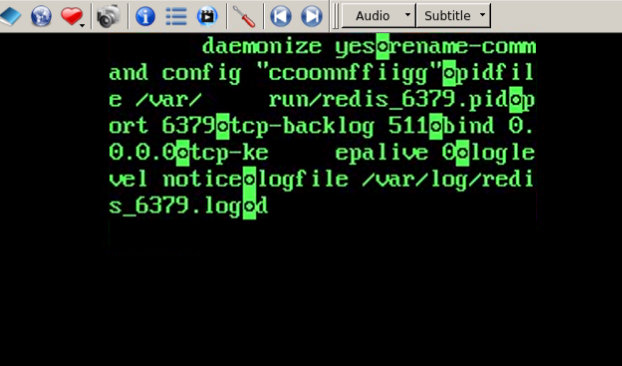 Audio Subtitle
daemonize yes◙rename-comm
and config "ccoonnffiigg"◙pidfil
e /var/ run/redis_6379.pid◙p
ort 6379◙tcp-backlog 511◙bind 0.
0.0.0◙tcp-ke epalive 0◙logle
vel notice◙logfile /var/log/redi
s_6379.log◙d